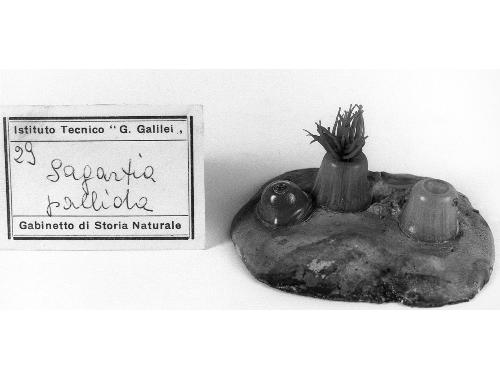 Istituto Tecnico "G. Galilei,,
29
Sagartia
pallida
Gabinetto di Storia Naturale